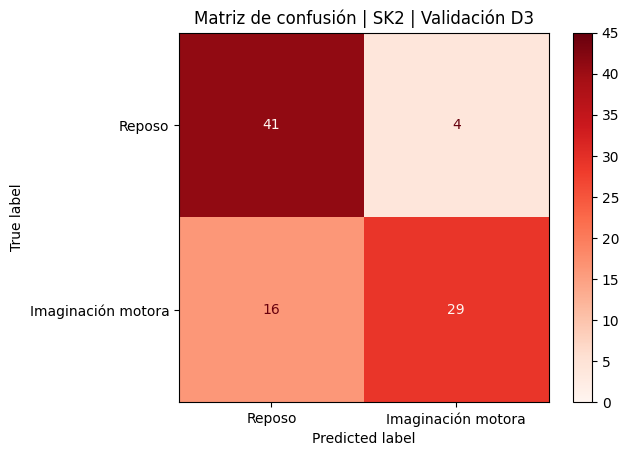 Matriz de confusión | SK2 | Validación D3
True label
Reposo
41
4
Imaginación motora
16
29
Reposo
Imaginación motora
Predicted label
45
40
35
30
25
20
15
10
5
0